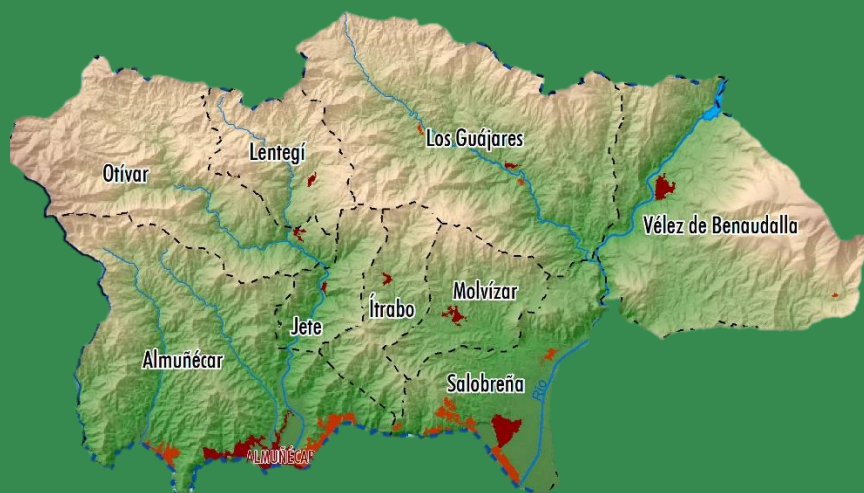 Los Guájares
Lentegí
Otívar
Vélez de Benaudalla
Ítrabo
Molvízar
Jete
Almuñécar
Salobreña
Río
ALMUÑÉCAR